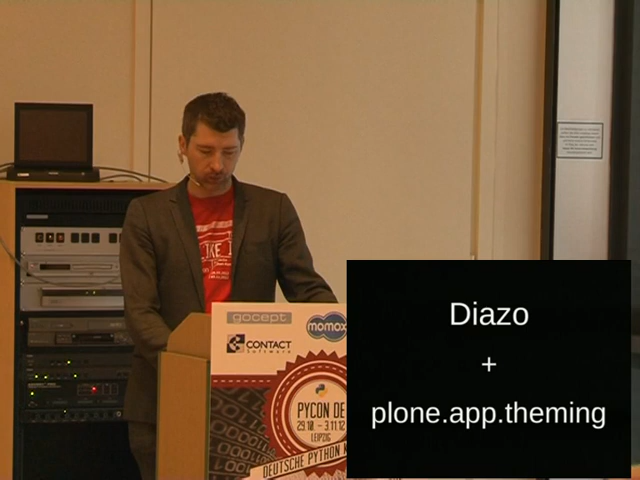 gocept
momox
CONTACT
Software
PYCON DE
29.10. - 3.11.12
LEIPZIG
DEUTSCHE PYTHON K
Diazo
+
plone.app.theming